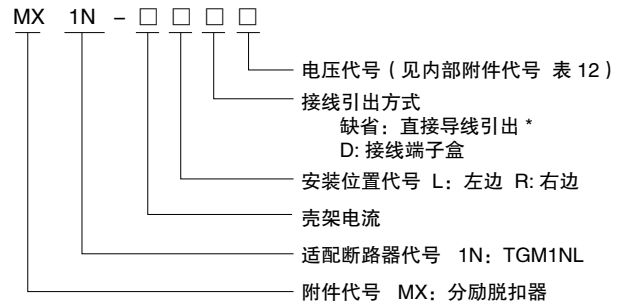 MX 1N – □ □ □ □
电压代号（见内部附件代号 表 12）
接线引出方式
缺省：直接导线引出 *
D: 接线端子盒
安装位置代号 L：左边 R: 右边
壳架电流
适配断路器代号 1N：TGM1NL
附件代号 MX：分励脱扣器